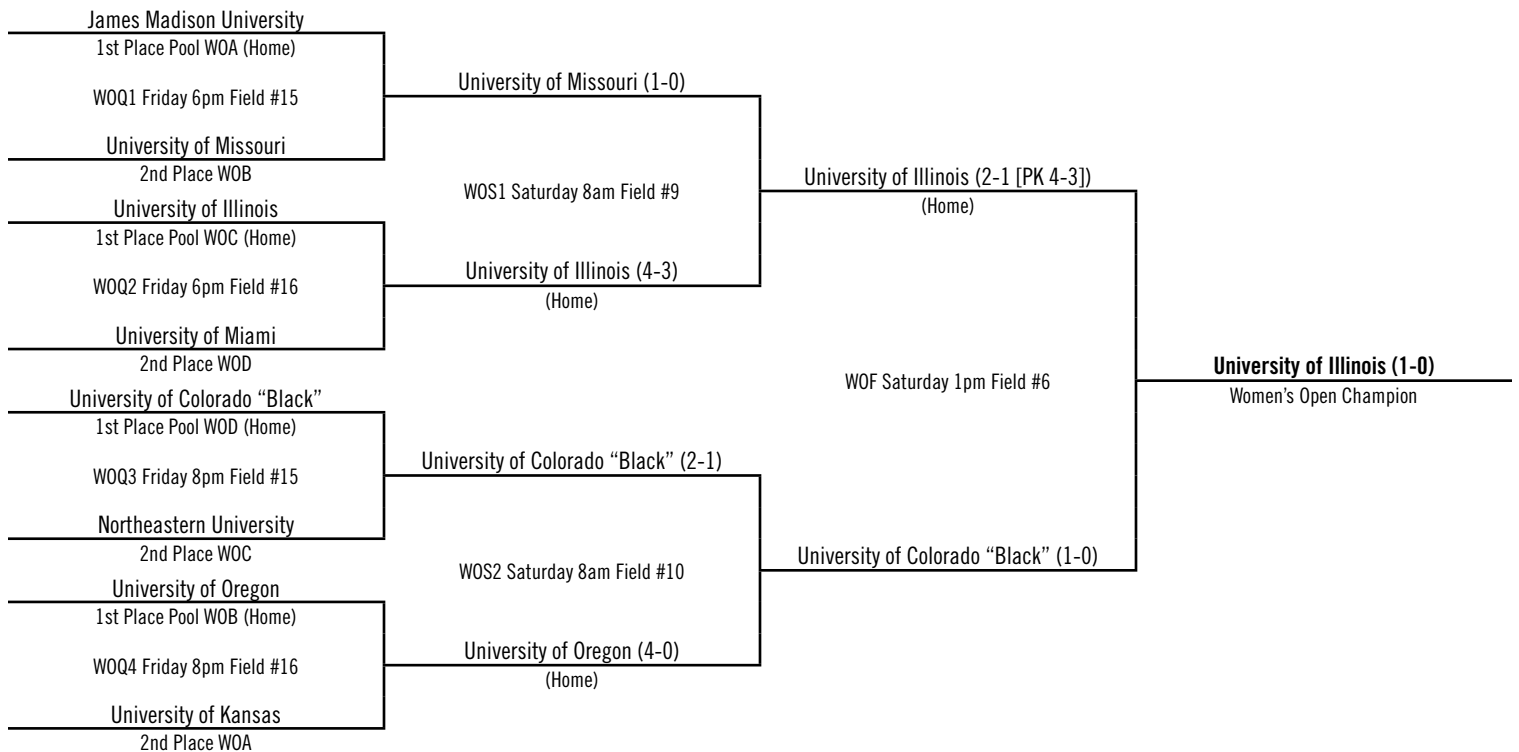 James Madison University
1st Place Pool WOA (Home)
WOQ1 Friday 6pm Field #15
University of Missouri
2nd Place WOB
University of Illinois
1st Place Pool WOC (Home)
WOQ2 Friday 6pm Field #16
University of Miami
2nd Place WOD
University of Colorado “Black”
1st Place Pool WOD (Home)
WOQ3 Friday 8pm Field #15
Northeastern University
2nd Place WOC
University of Oregon
1st Place Pool WOB (Home)
WOQ4 Friday 8pm Field #16
University of Kansas
2nd Place WOA
University of Missouri (1-0)
WOS1 Saturday 8am Field #9
University of Illinois (4-3)
(Home)
University of Colorado “Black” (2-1)
WOS2 Saturday 8am Field #10
University of Oregon (4-0)
(Home)
University of Illinois (2-1 [PK 4-3])
(Home)
WOF Saturday 1pm Field #6
University of Colorado “Black” (1-0)
University of Illinois (1-0)
Women’s Open Champion